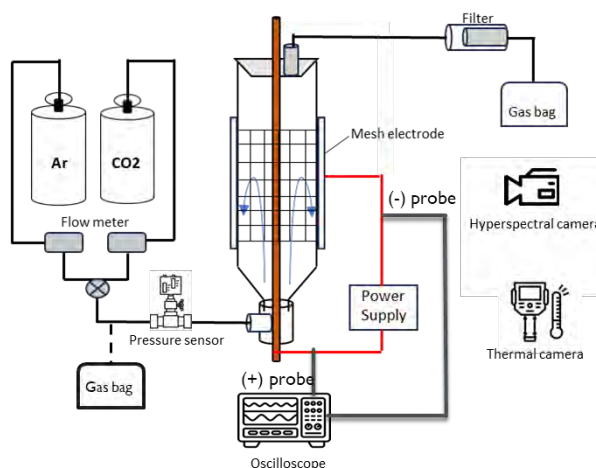 Filter
Gas bag
Ar
CO2
Mesh electrode
(-) probe
Hyperspectral camera
Flow meter
Power
Supply
Pressure sensor
Thermal camera
(+) probe
Gas bag
Oscilloscope